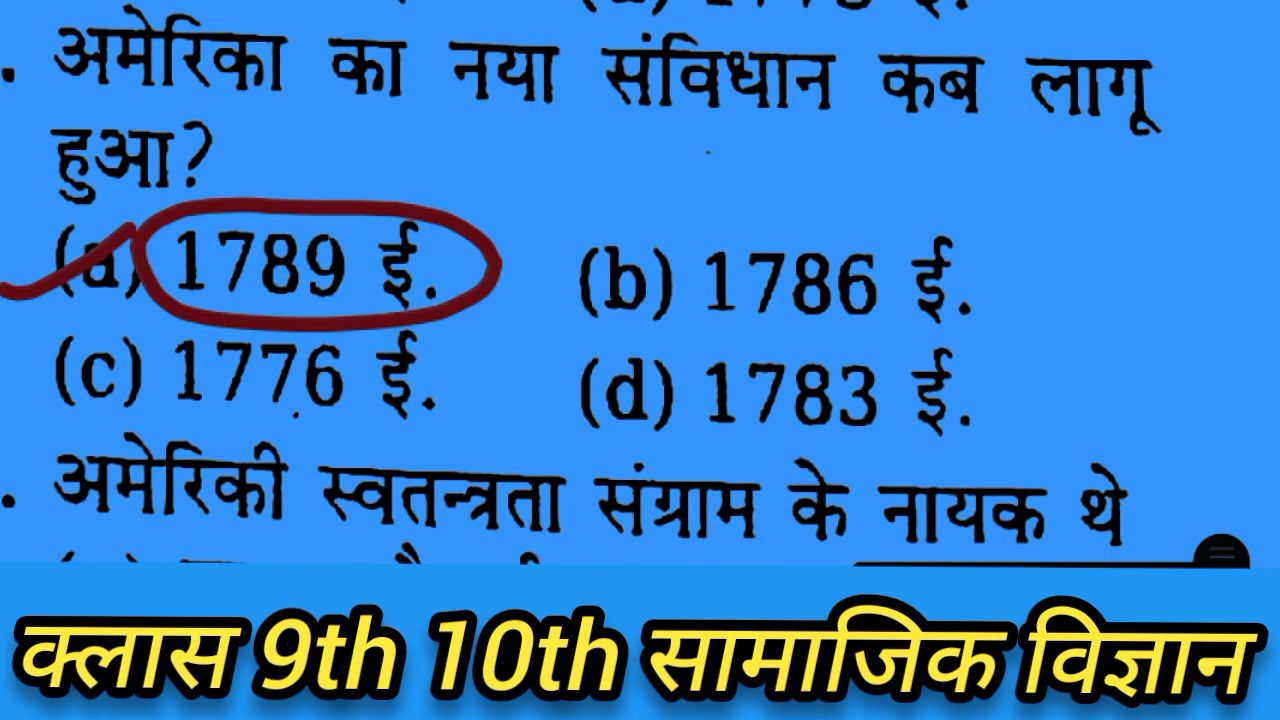 . अमेरिका का नया संविधान कब लागू
हुआ?
(a) 1789 ई. (b) 1786 ई.
(c) 1776 ई. (d) 1783 ई.
. अमेरिकी स्वतन्त्रता संग्राम के नायक थे
क्लास 9th 10th सामाजिक विज्ञान